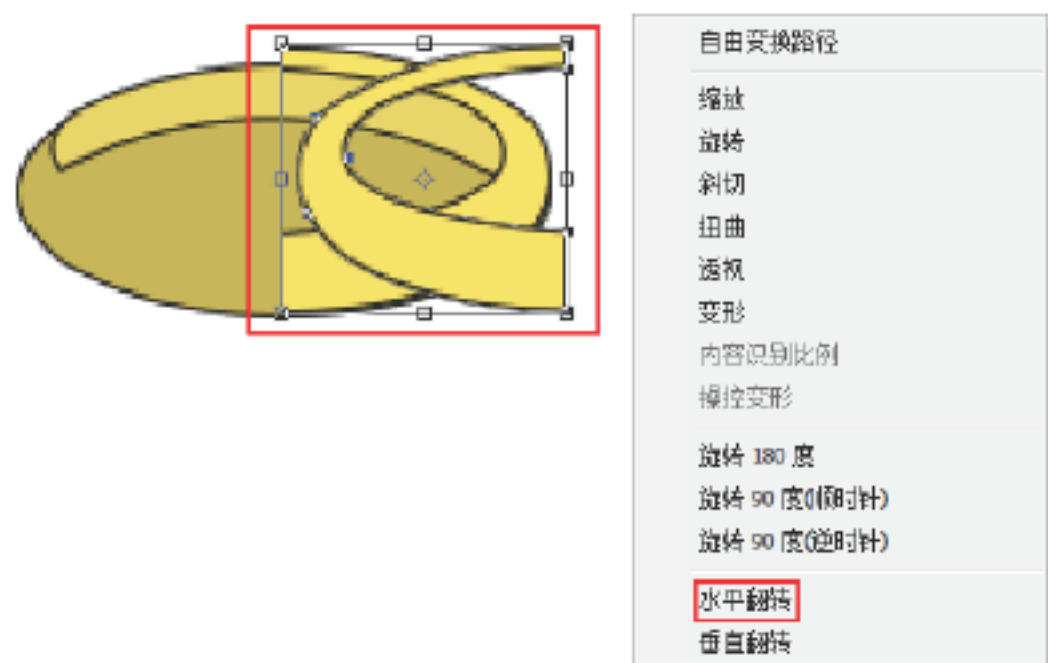 自由变换路径
缩放
旋转
斜切
扭曲
透视
变形
内容识别比例
操控变形
旋转 180 度
旋转 90 度(顺时针)
旋转 90 度(逆时针)
水平翻转
垂直翻转